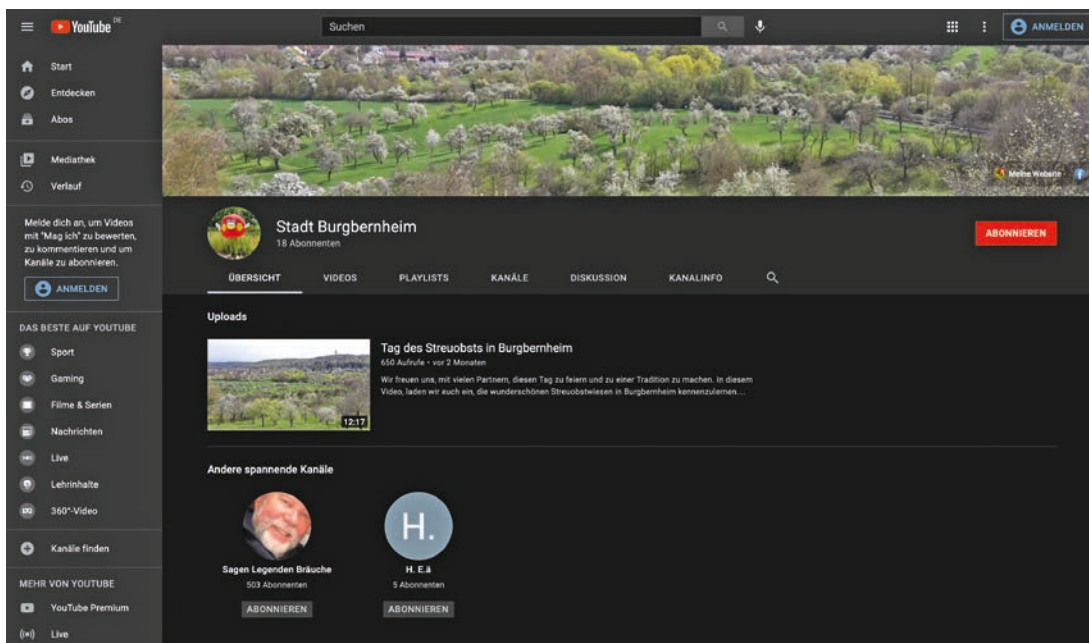 YouTube DE
Suchen
ANMELDEN
Start
Entdecken
Abos
Mediathek
Verlauf
Melde dich an, um Videos
mit "Mag ich" zu bewerten,
zu kommentieren und um
Kanäle zu abonnieren.
ANMELDEN
DAS BESTE AUF YOUTUBE
Sport
Gaming
Filme & Serien
Nachrichten
Live
Lehrinhalte
360°-Video
Kanäle finden
MEHR VON YOUTUBE
YouTube Premium
Live
Meine Website
Stadt Burgbernheim
18 Abonnenten
ABONNIEREN
ÜBERSICHT VIDEOS PLAYLISTS KANÄLE DISKUSSION KANALINFO
Uploads
12:17
Tag des Streuobsts in Burgbernheim
650 Aufrufe • vor 2 Monaten
Wir freuen uns, mit vielen Partnern, diesen Tag zu feiern und zu einer Tradition zu machen. In diesem
Video, laden wir euch ein, die wunderschönen Streuobstwiesen in Burgbernheim kennenzulernen....
Andere spannende Kanäle
H.
Sagen Legenden Bräuche H. E.ä
503 Abonnenten 5 Abonnenten
ABONNIEREN ABONNIEREN